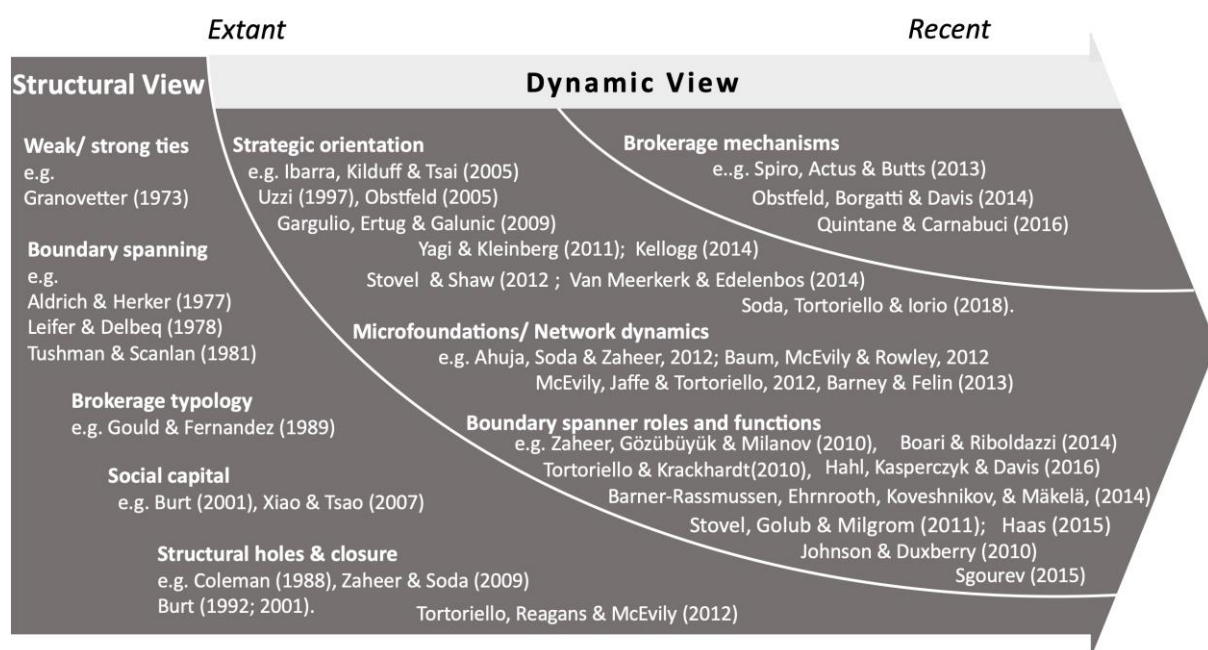 Extant
Recent
Structural View
Dynamic View
Weak/ strong ties
e.g.
Granovetter (1973)
Boundary spanning
e.g.
Aldrich & Herker (1977)
Leifer & Delbeq (1978)
Tushman & Scanlan (1981)
Brokerage typology
e.g. Gould & Fernandez (1989)
Social capital
e.g. Burt (2001), Xiao & Tsao (2007)
Structural holes & closure
e.g. Coleman (1988), Zaheer & Soda (2009)
Burt (1992; 2001).
Tortoriello, Reagans & McEvily (2012)
Strategic orientation
e.g. Ibarra, Kilduff & Tsai (2005)
Uzzi (1997), Obstfeld (2005)
Gargulio, Ertug & Galunic (2009)
Yagi & Kleinberg (2011); Kellogg (2014)
Stovel & Shaw (2012 ; Van Meerkerk & Edelenbos (2014)
Soda, Tortoriello & Iorio (2018).
Microfoundations/ Network dynamics
e.g. Ahuja, Soda & Zaheer, 2012; Baum, McEvily & Rowley, 2012
McEvily, Jaffe & Tortoriello, 2012, Barney & Felin (2013)
Boundary spanner roles and functions
e.g. Zaheer, Gözübüyük & Milanov (2010), Boari & Riboldazzi (2014)
Tortoriello & Krackhardt(2010), Hahl, Kasperczyk & Davis (2016)
Barner-Rassmussen, Ehrnrooth, Koveshnikov, & Mäkelä, (2014)
Stovel, Golub & Milgrom (2011); Haas (2015)
Johnson & Duxberry (2010)
Sgourev (2015)
Brokerage mechanisms
e..g. Spiro, Actus & Butts (2013)
Obstfeld, Borgatti & Davis (2014)
Quintane & Carnabuci (2016)